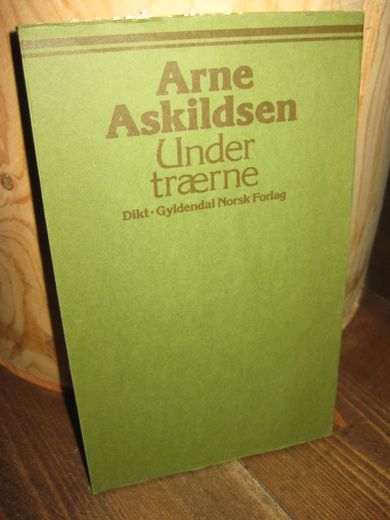 Arne
Askildsen
Under
trærne
Dikt · Gyldendal Norsk Forlag